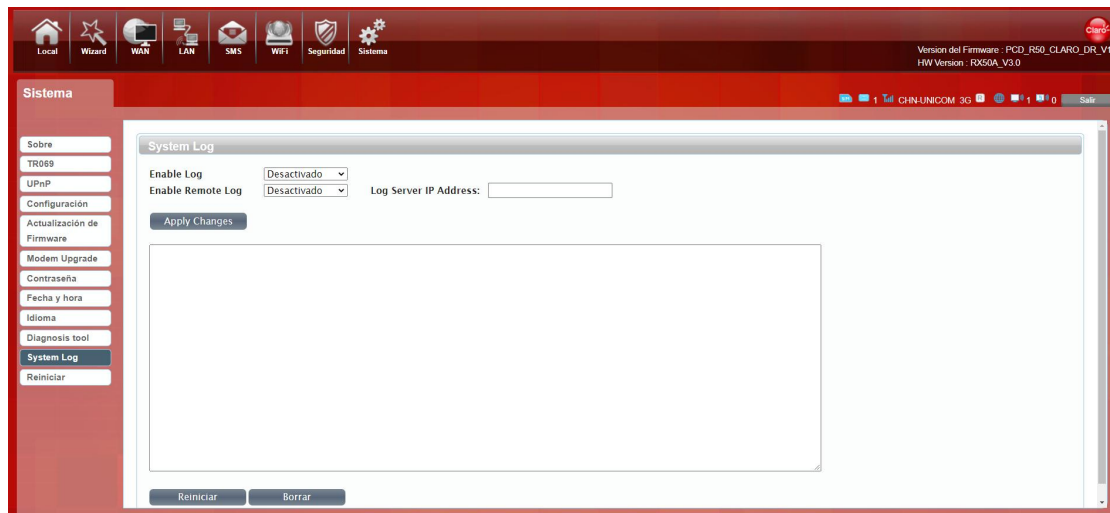 Local Wizard WAN LAN SMS WiFi Seguridad Sistema
Claro
Version del Firmware : PCD_R50_CLARO_DR_V1
HW Version : RX50A_V3.0
Sistema
1 CHN-UNICOM 3G R 1 0 Salir
Sobre
TR069
UPnP
Configuración
Actualización de
Firmware
Modem Upgrade
Contraseña
Fecha y hora
Idioma
Diagnosis tool
System Log
Reiniciar
System Log
Enable Log Desactivado
Enable Remote Log Desactivado Log Server IP Address:
Apply Changes
Reiniciar Borrar